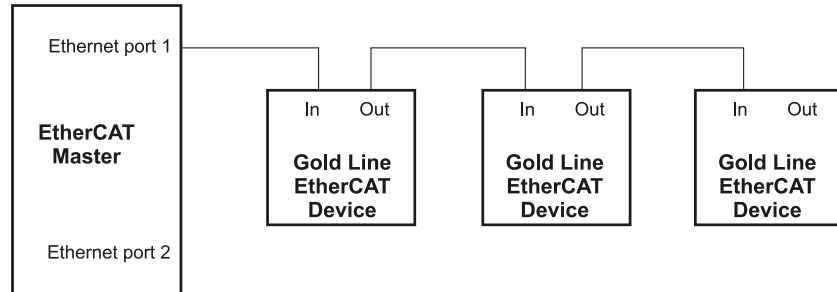 Ethernet port 1
EtherCAT
Master
Ethernet port 2
In Out
Gold Line
EtherCAT
Device
In Out
Gold Line
EtherCAT
Device
In Out
Gold Line
EtherCAT
Device